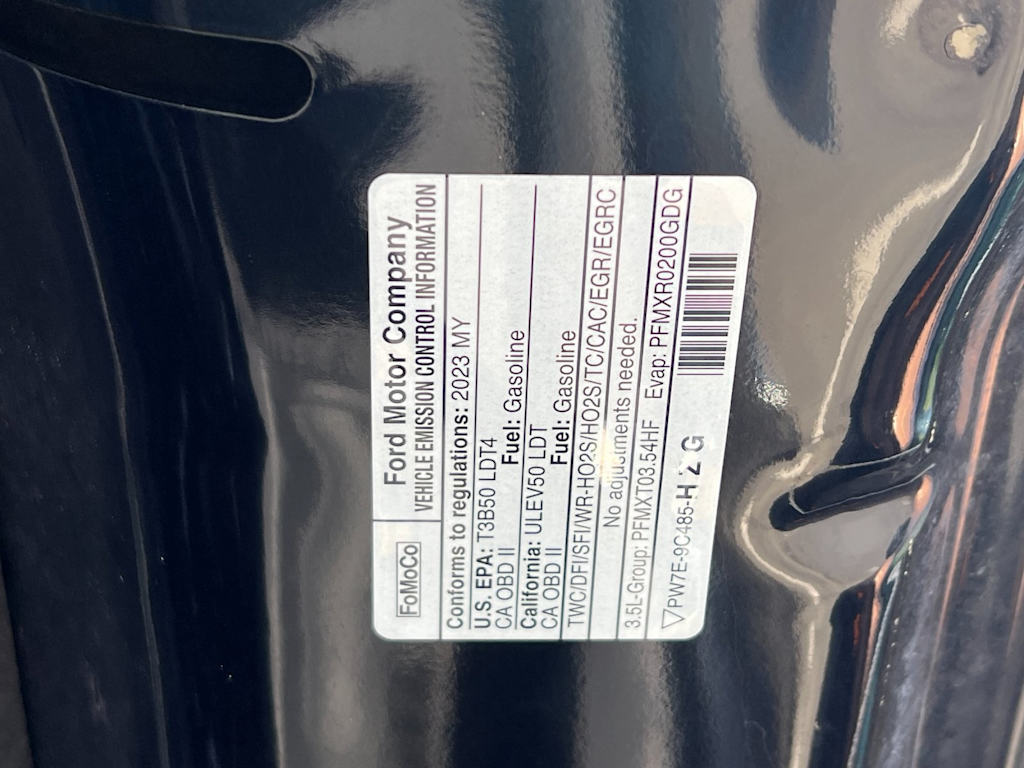 FoMoCo
Ford Motor Company
VEHICLE EMISSION CONTROL INFORMATION
Conforms to regulations: 2023 MY
U.S. EPA: T3B50 LDT4
CA OBD II Fuel: Gasoline
California: ULEV50 LDT
CA OBD II Fuel: Gasoline
TWC/DFI/SFI/WR-HO2S/HO2S/TC/CAC/EGR/EGRC
No adjustments needed.
3.5L-Group: PFMXT03.54HF Evap: PFMXR0200GDG
PW7E-9C485-H 2 G